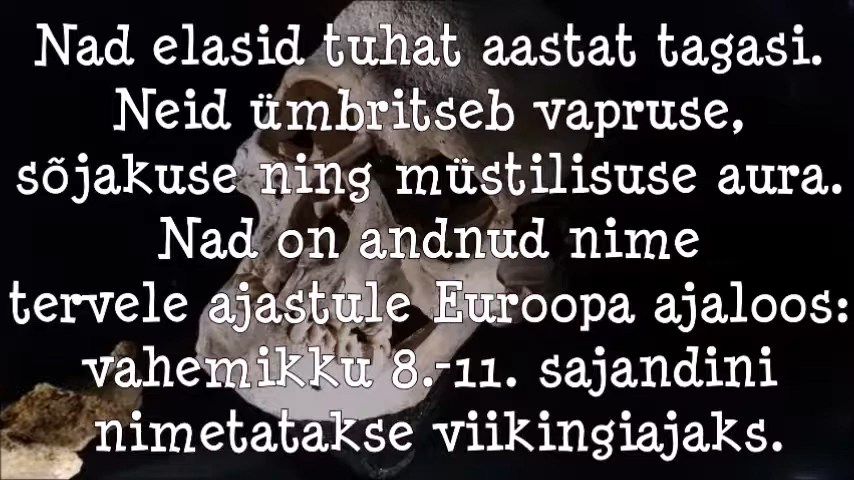 Nad elasid tuhat aastat tagasi.
Neid ümbritseb vapruse,
sõjakuse ning müstilisuse aura.
Nad on andnud nime
tervele ajastule Euroopa ajaloos:
vahemikku 8.-11. sajandini
nimetatakse viikingiajaks.